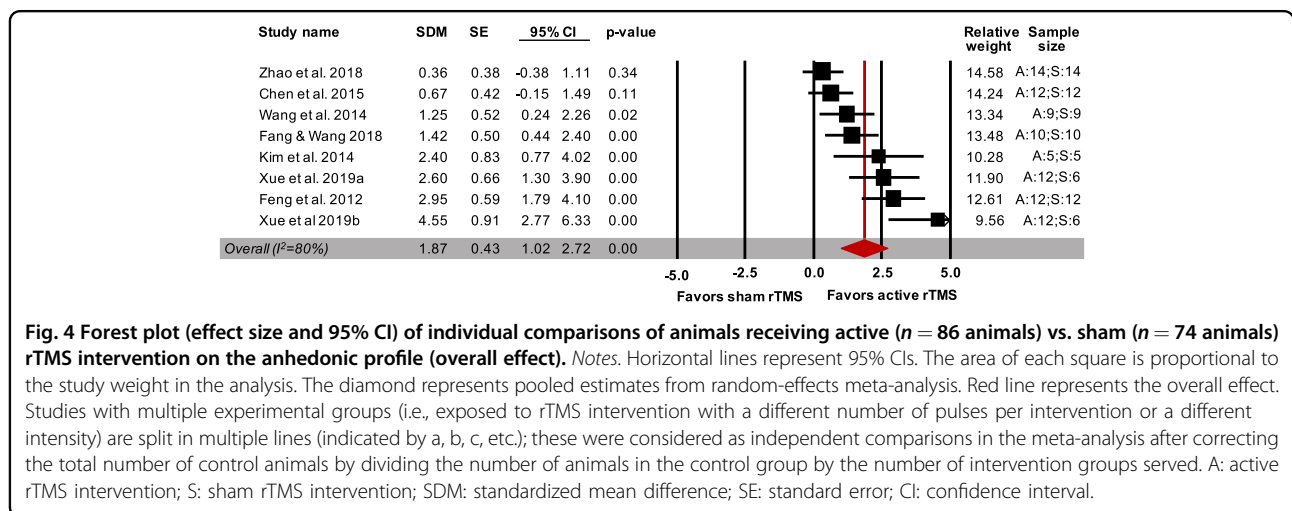 Study name SDM SE 95% CI p-value Relative weight Sample size
Zhao et al. 2018 0.36 0.38 -0.38 1.11 0.34 14.58 A:14;S:14
Chen et al. 2015 0.67 0.42 -0.15 1.49 0.11 14.24 A:12;S:12
Wang et al. 2014 1.25 0.52 0.24 2.26 0.02 13.34 A:9;S:9
Fang & Wang 2018 1.42 0.50 0.44 2.40 0.00 13.48 A:10;S:10
Kim et al. 2014 2.40 0.83 0.77 4.02 0.00 10.28 A:5;S:5
Xue et al. 2019a 2.60 0.66 1.30 3.90 0.00 11.90 A:12;S:6
Feng et al. 2012 2.95 0.59 1.79 4.10 0.00 12.61 A:12;S:12
Xue et al 2019b 4.55 0.91 2.77 6.33 0.00 9.56 A:12;S:6
Overall (I²=80%) 1.87 0.43 1.02 2.72 0.00
-5.0 -2.5 0.0 2.5 5.0
Favors sham rTMS Favors active rTMS
Fig. 4 Forest plot (effect size and 95% CI) of individual comparisons of animals receiving active (n = 86 animals) vs. sham (n = 74 animals)
rTMS intervention on the anhedonic profile (overall effect). Notes. Horizontal lines represent 95% CIs. The area of each square is proportional to
the study weight in the analysis. The diamond represents pooled estimates from random-effects meta-analysis. Red line represents the overall effect.
Studies with multiple experimental groups (i.e., exposed to rTMS intervention with a different number of pulses per intervention or a different
intensity) are split in multiple lines (indicated by a, b, c, etc.); these were considered as independent comparisons in the meta-analysis after correcting
the total number of control animals by dividing the number of animals in the control group by the number of intervention groups served. A: active
rTMS intervention; S: sham rTMS intervention; SDM: standardized mean difference; SE: standard error; CI: confidence interval.